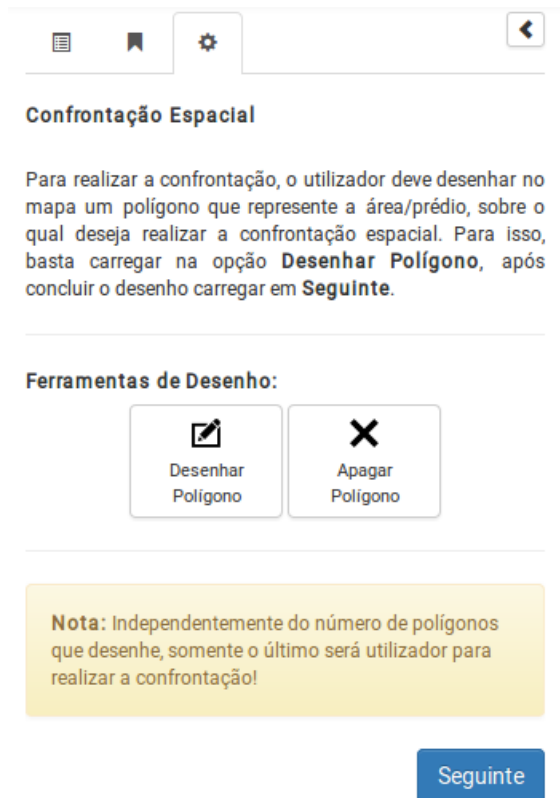 Confrontação Espacial
Para realizar a confrontação, o utilizador deve desenhar no
mapa um polígono que represente a área/prédio, sobre o
qual deseja realizar a confrontação espacial. Para isso,
basta carregar na opção Desenhar Polígono, após
concluir o desenho carregar em Seguinte.
Ferramentas de Desenho:
Desenhar
Polígono
Apagar
Polígono
Nota: Independentemente do número de polígonos
que desenhe, somente o último será utilizador para
realizar a confrontação!
Seguinte